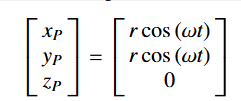 x_P = r cos (ωt)
y_P = r cos (ωt)
z_P = 0